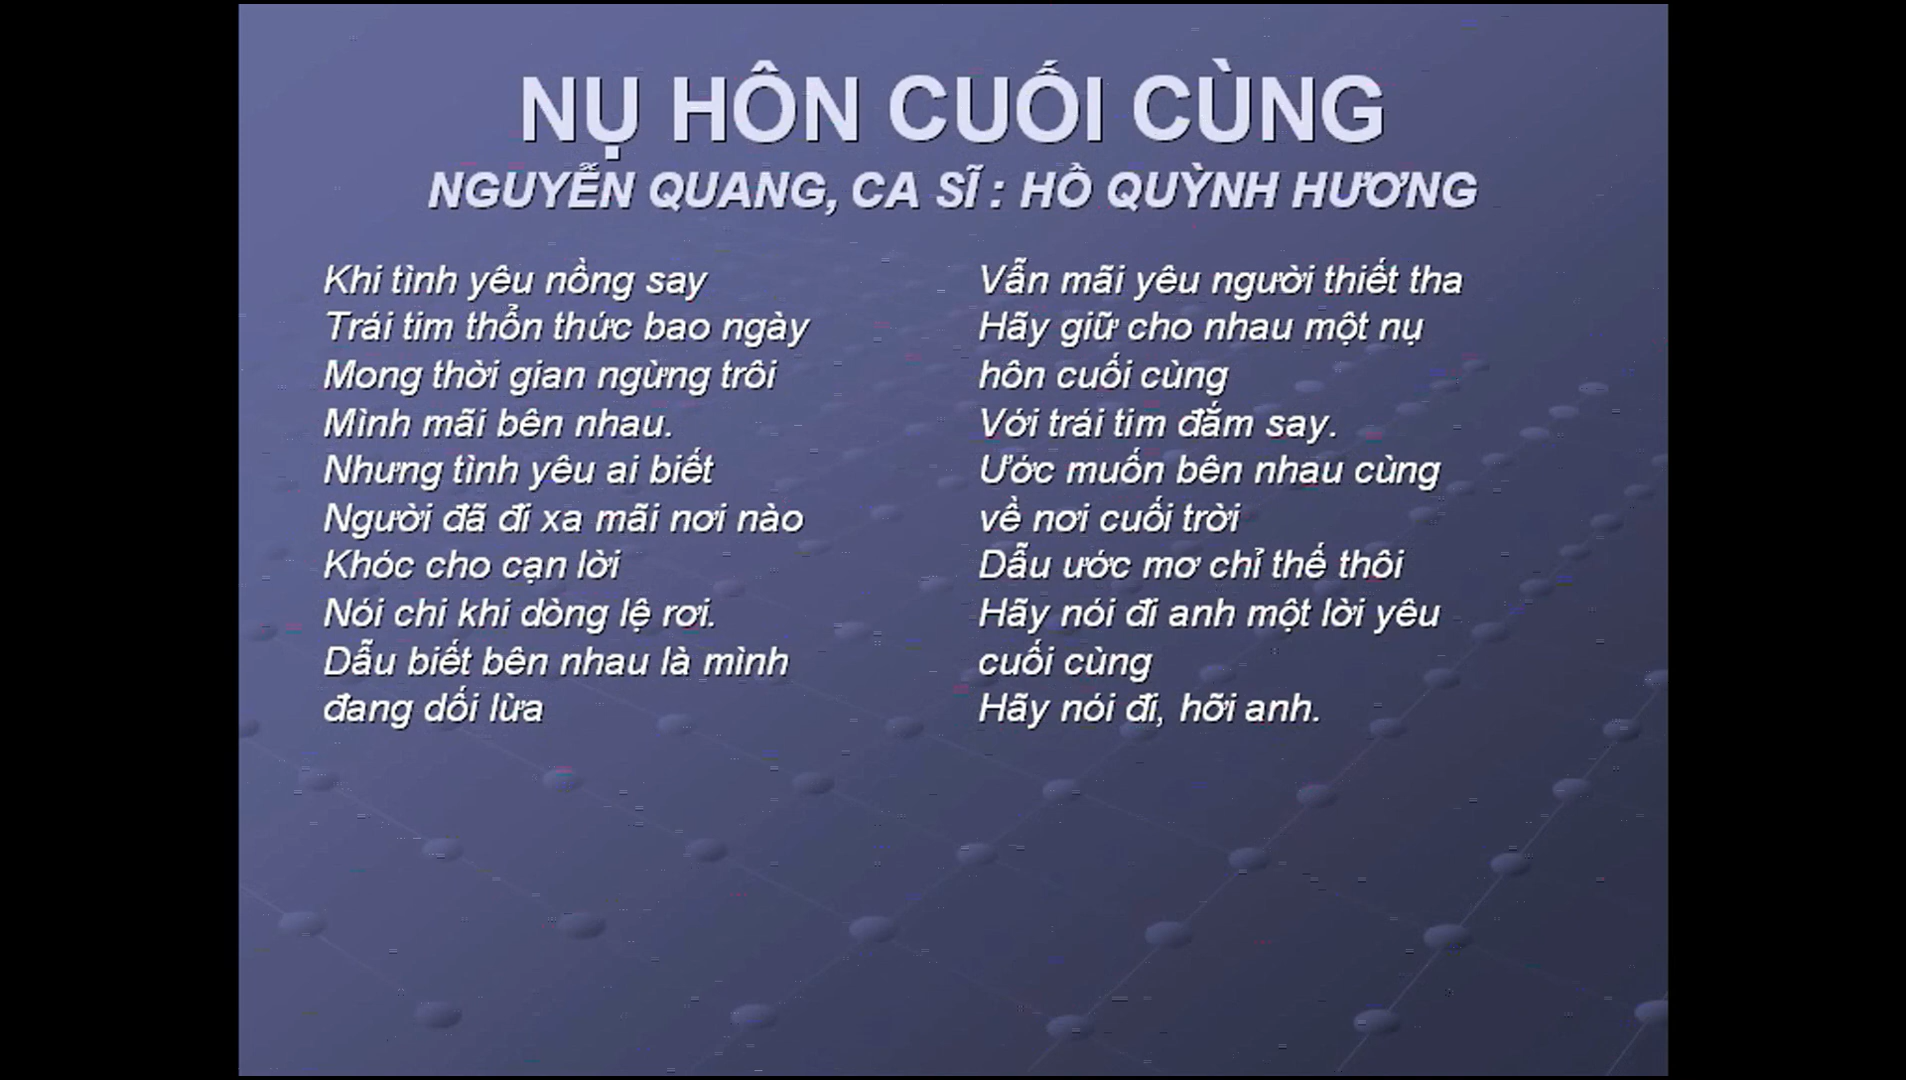 NỤ HÔN CUỐI CÙNG
NGUYỄN QUANG, CA SĨ : HỒ QUỲNH HƯƠNG
Khi tình yêu nồng say
Trái tim thổn thức bao ngày
Mong thời gian ngừng trôi
Mình mãi bên nhau.
Nhưng tình yêu ai biết
Người đã đi xa mãi nơi nào
Khóc cho cạn lời
Nói chi khi dòng lệ rơi.
Dẫu biết bên nhau là mình
đang dối lừa
Vẫn mãi yêu người thiết tha
Hãy giữ cho nhau một nụ
hôn cuối cùng
Với trái tim đắm say.
Ước muốn bên nhau cùng
về nơi cuối trời
Dẫu ước mơ chỉ thế thôi
Hãy nói đi anh một lời yêu
cuối cùng
Hãy nói đi, hỡi anh.